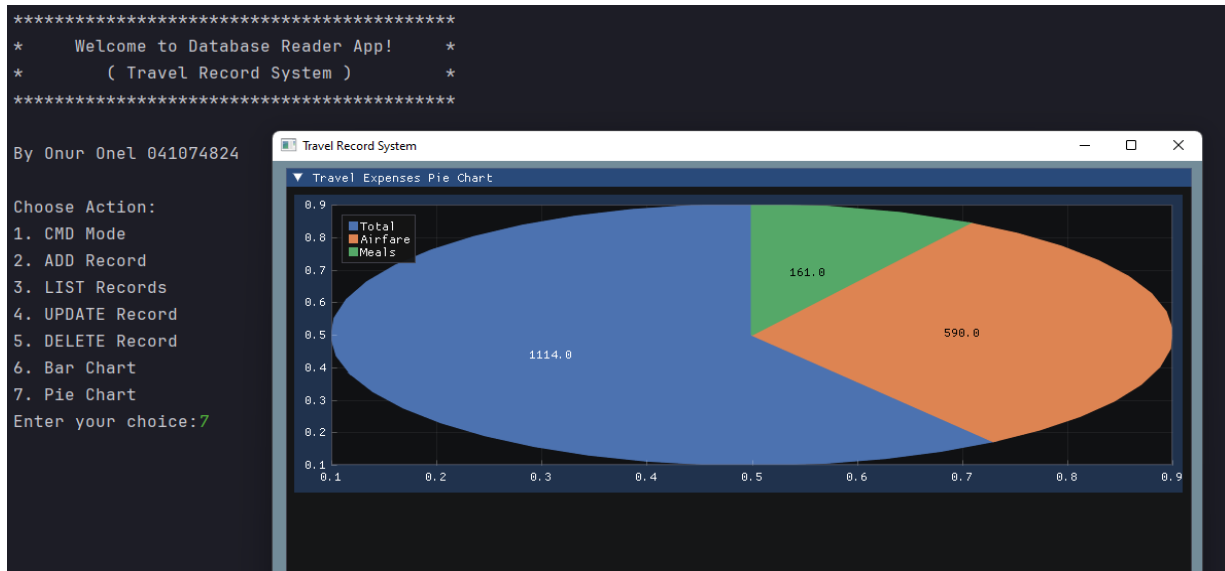 *******************************************
*     Welcome to Database Reader App!     *
*        ( Travel Record System )         *
*******************************************
By Onur Onel 041074824
Choose Action:
1. CMD Mode
2. ADD Record
3. LIST Records
4. UPDATE Record
5. DELETE Record
6. Bar Chart
7. Pie Chart
Enter your choice:7
Travel Record System
▼ Travel Expenses Pie Chart
Total
Airfare
Meals
0.9
0.8
0.7
0.6
0.5
0.4
0.3
0.2
0.1
161.0
590.0
1114.0
0.1 0.2 0.3 0.4 0.5 0.6 0.7 0.8 0.9